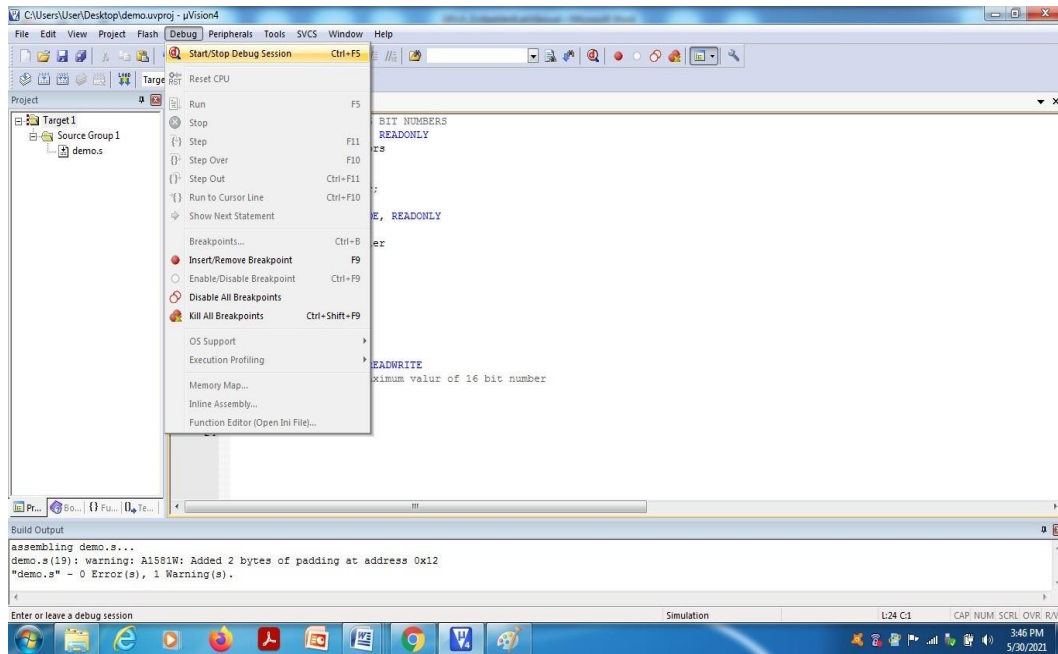 C:\Users\User\Desktop\demo.uvproj - µVision4
File Edit View Project Flash Debug Peripherals Tools SVCS Window Help
Start/Stop Debug Session Ctrl+F5
Reset CPU
Run F5
Stop
Step F11
Step Over F10
Step Out Ctrl+F11
Run to Cursor Line Ctrl+F10
Show Next Statement
Breakpoints... Ctrl+B
Insert/Remove Breakpoint F9
Enable/Disable Breakpoint Ctrl+F9
Disable All Breakpoints
Kill All Breakpoints Ctrl+Shift+F9
OS Support
Execution Profiling
Memory Map...
Inline Assembly...
Function Editor (Open Ini File)...
LOAD
Targe
Project
Target 1
Source Group 1
demo.s
BIT NUMBERS
READONLY
rs
DE, READONLY
er
EADWRITE
ximum valur of 16 bit number
Pr... Bo... {} Fu... Te...
Build Output
assembling demo.s...
demo.s(19): warning: A1581W: Added 2 bytes of padding at address 0x12
"demo.s" - 0 Error(s), 1 Warning(s).
Enter or leave a debug session Simulation L:24 C:1 CAP NUM SCRL OVR R/W
3:46 PM
5/30/2021